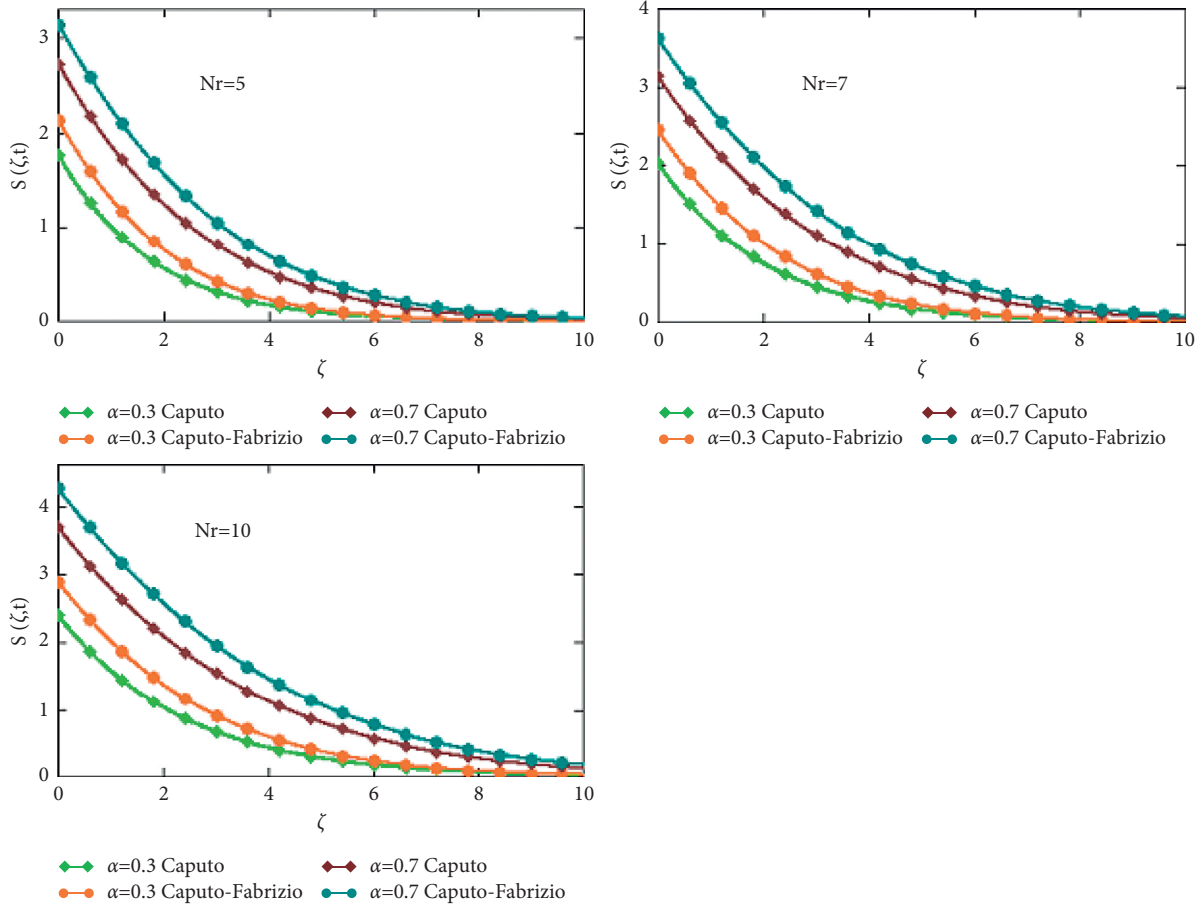 3
2
1
0
S (ζ,t)
Nr=5
0 2 4 6 8 10
ζ
α=0.3 Caputo
α=0.3 Caputo-Fabrizio
α=0.7 Caputo
α=0.7 Caputo-Fabrizio
4
3
2
1
0
S (ζ,t)
Nr=7
0 2 4 6 8 10
ζ
α=0.3 Caputo
α=0.3 Caputo-Fabrizio
α=0.7 Caputo
α=0.7 Caputo-Fabrizio
4
3
2
1
0
S (ζ,t)
Nr=10
0 2 4 6 8 10
ζ
α=0.3 Caputo
α=0.3 Caputo-Fabrizio
α=0.7 Caputo
α=0.7 Caputo-Fabrizio